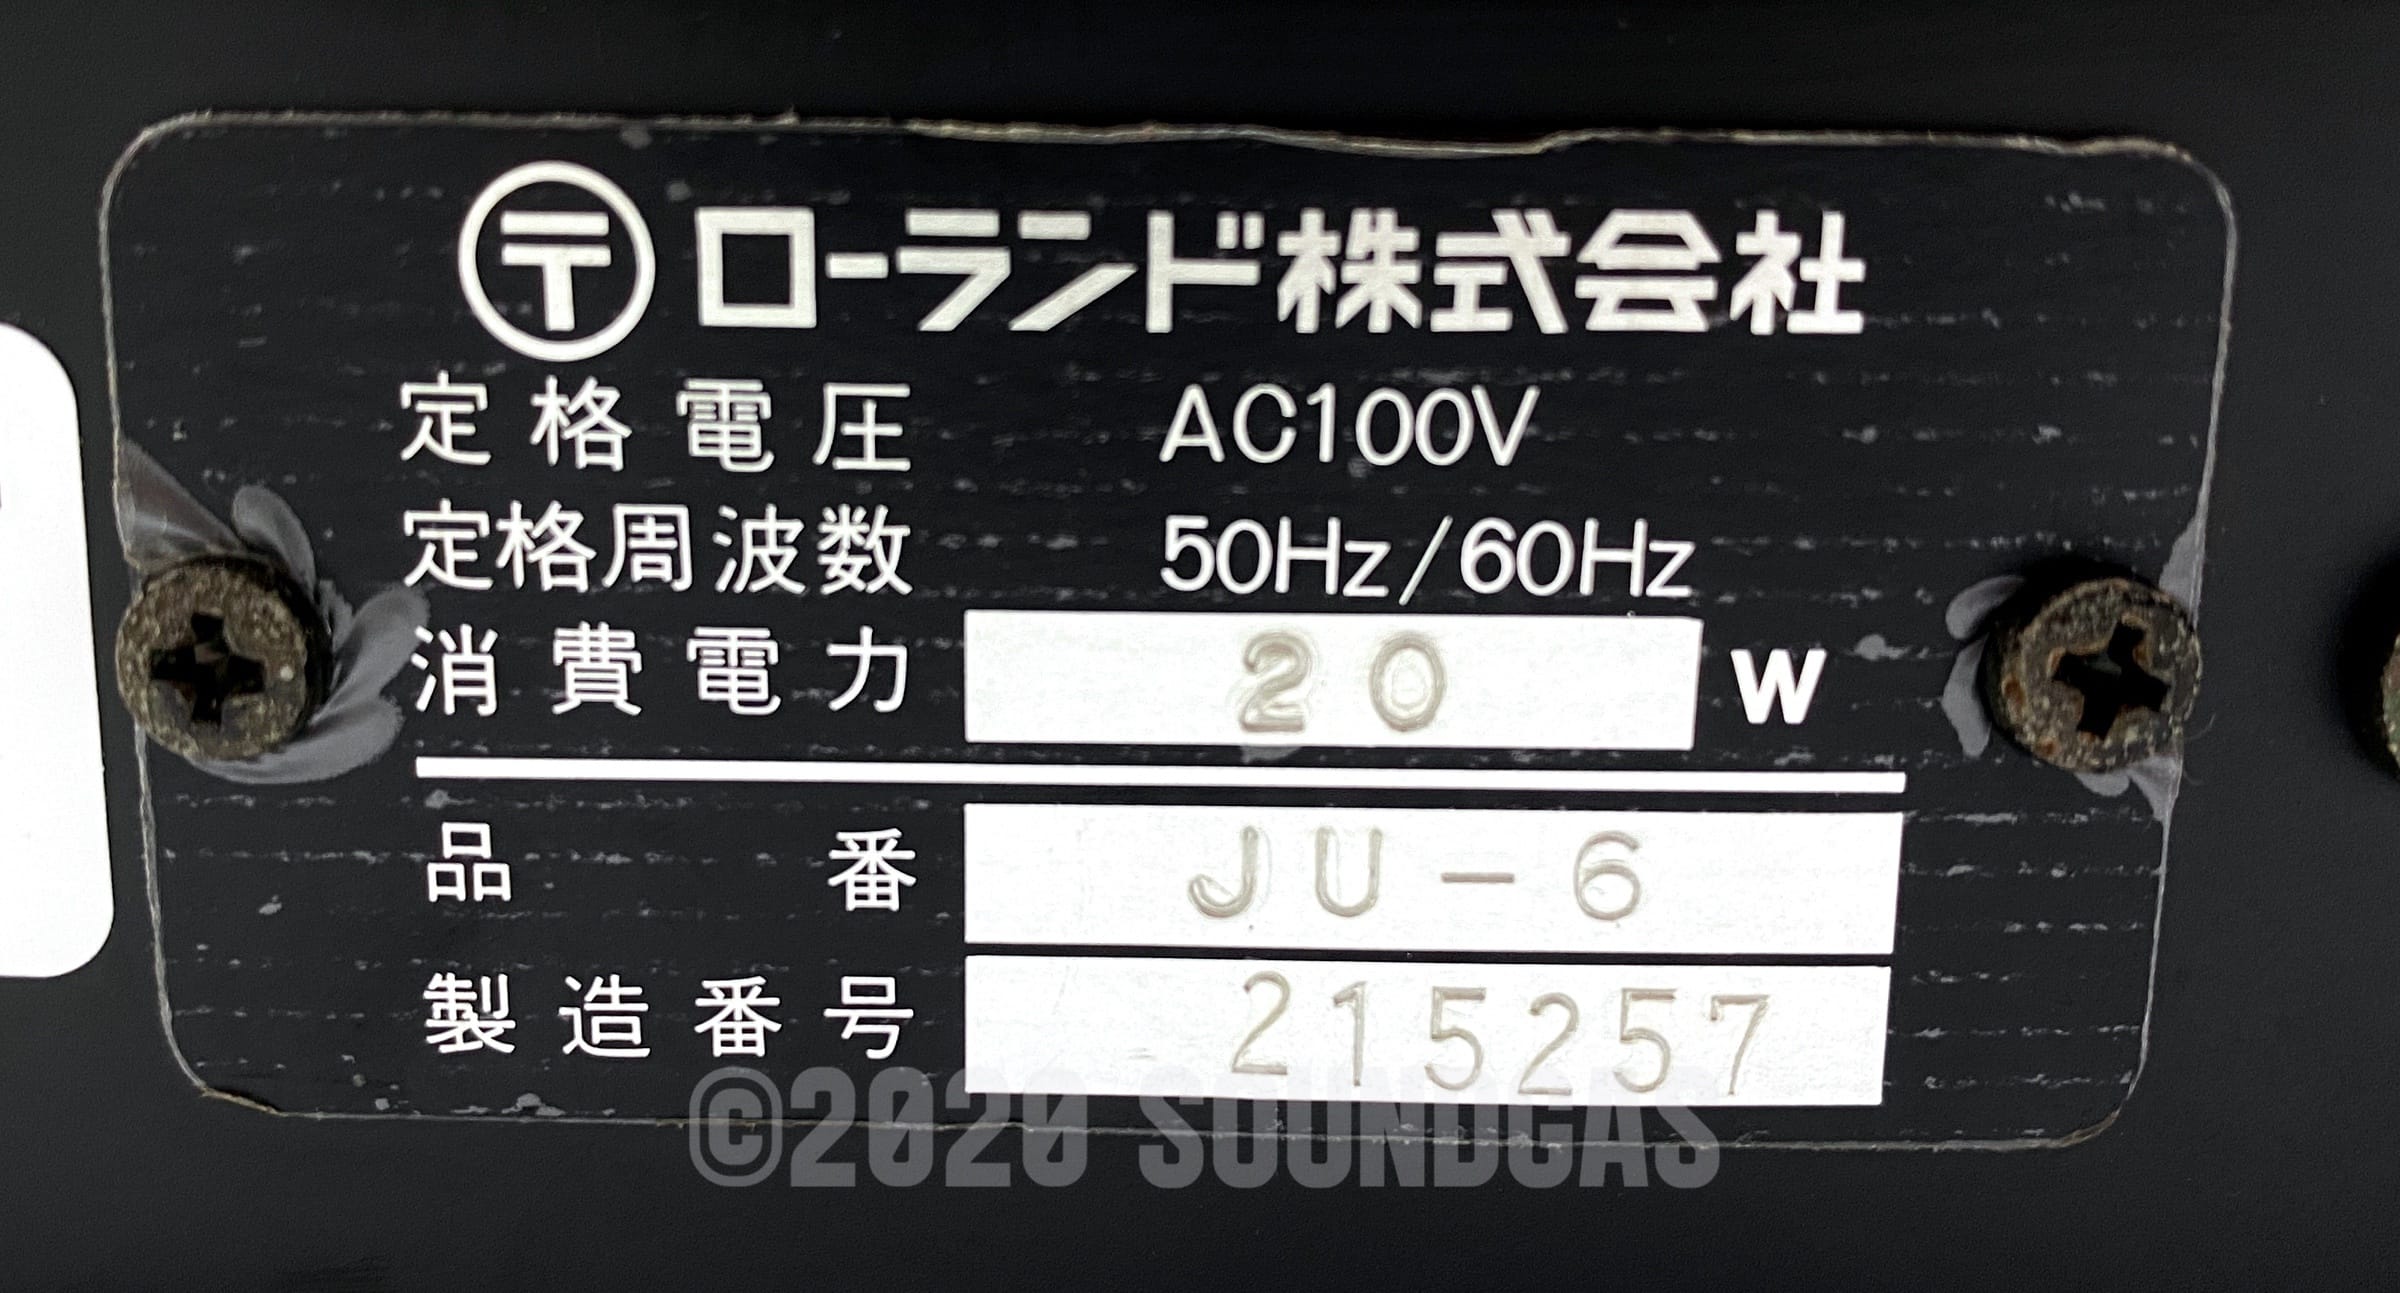 〒 ローランド株式会社
定格電圧 AC100V
定格周波数 50Hz/60Hz
消費電力 20 W
品番 JU-6
製造番号 215257
©2020 SOUNDGAS